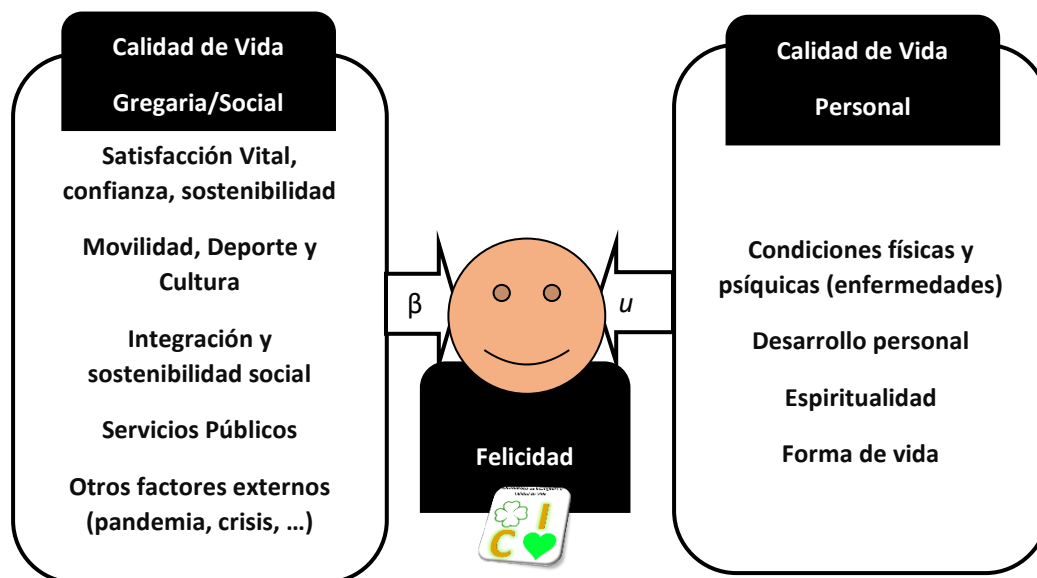 Calidad de Vida
Gregaria/Social
Satisfacción Vital,
confianza, sostenibilidad
Movilidad, Deporte y
Cultura
Integración y
sostenibilidad social
Servicios Públicos
Otros factores externos
(pandemia, crisis, …)
β
u
Felicidad
I
C
Calidad de Vida
Personal
Condiciones físicas y
psíquicas (enfermedades)
Desarrollo personal
Espiritualidad
Forma de vida